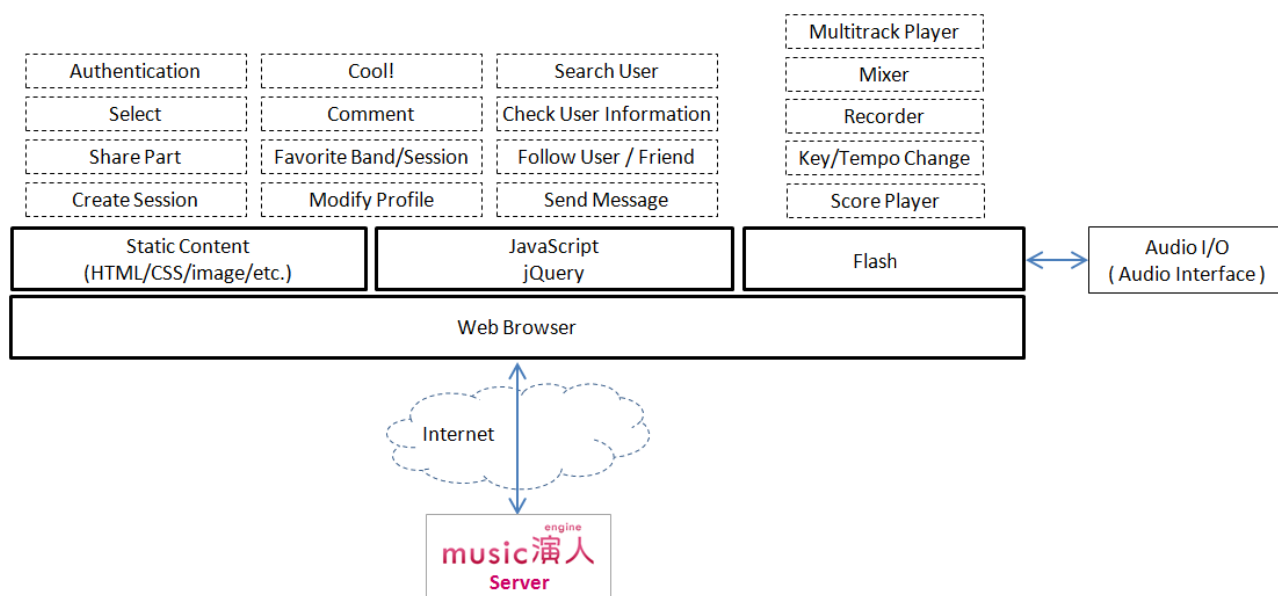 Multitrack Player
Authentication
Cool!
Search User
Mixer
Select
Comment
Check User Information
Recorder
Share Part
Favorite Band/Session
Follow User / Friend
Key/Tempo Change
Create Session
Modify Profile
Send Message
Score Player
Static Content
(HTML/CSS/image/etc.)
JavaScript
jQuery
Flash
Audio I/O
( Audio Interface )
Web Browser
Internet
engine
music演人
Server